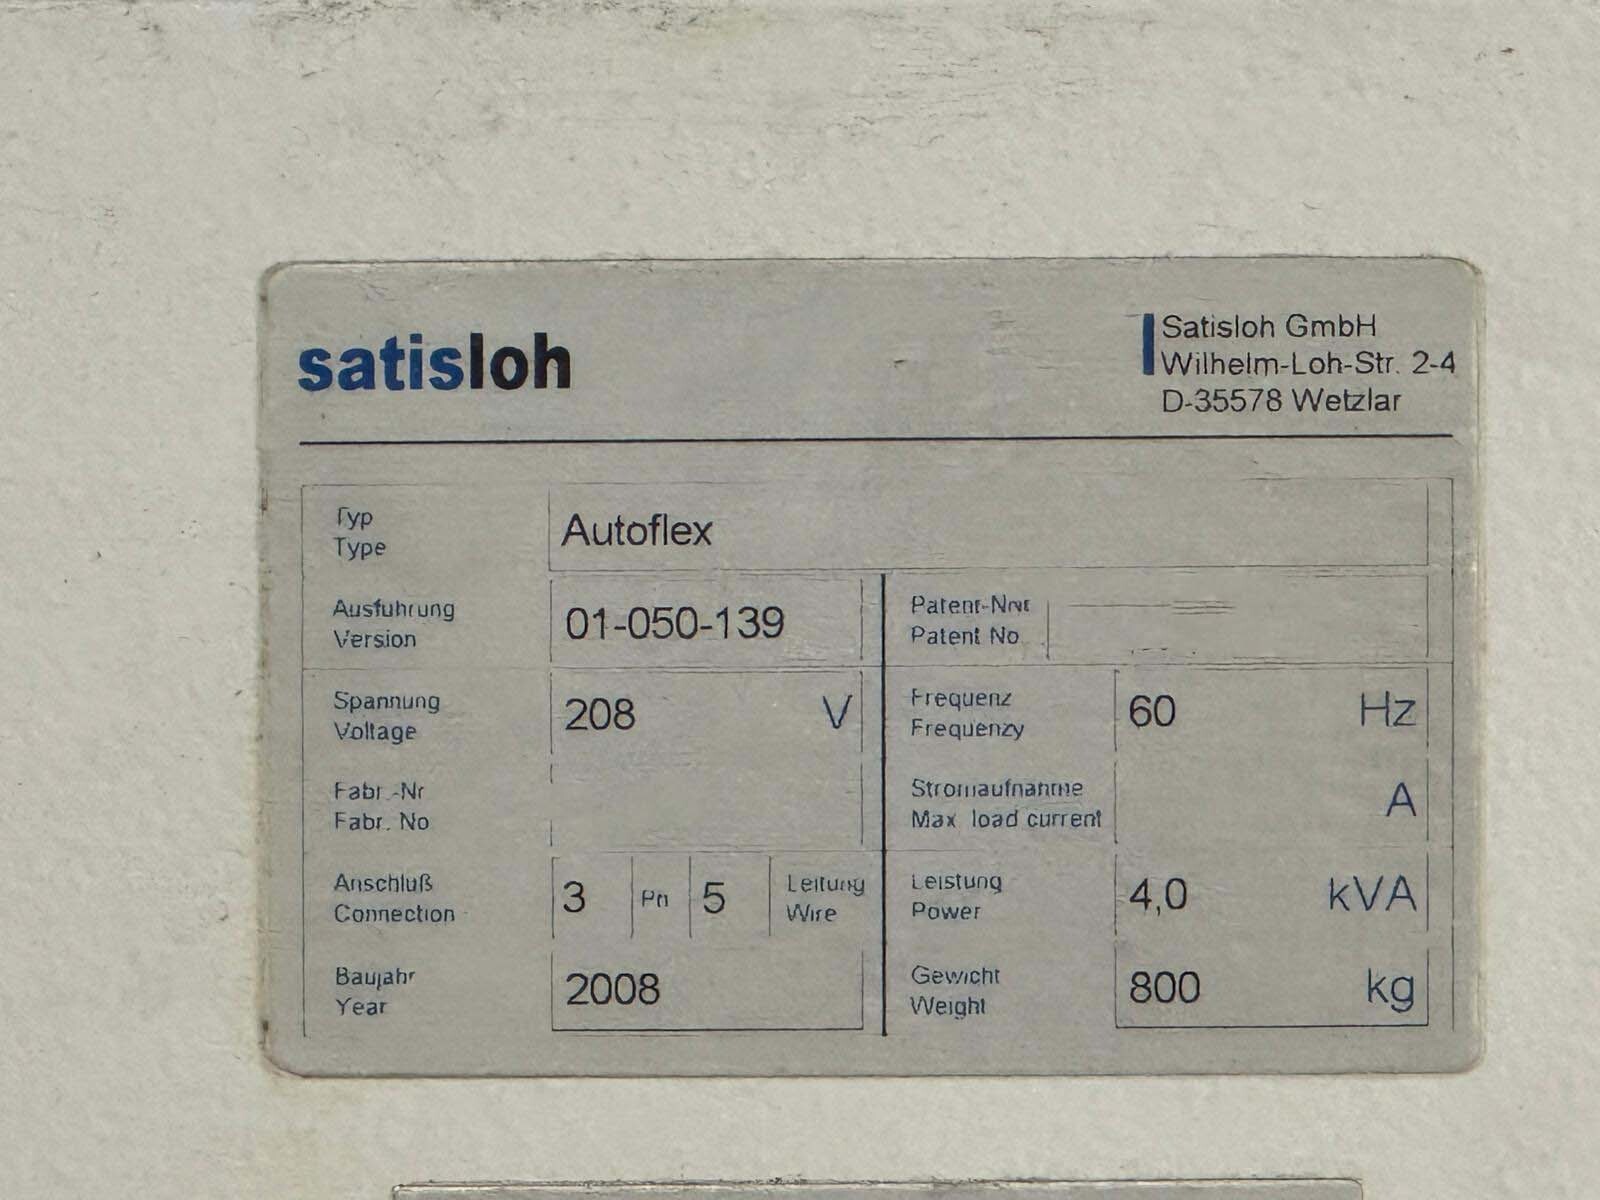 satisloh
Satisloh GmbH
Wilhelm-Loh-Str. 2-4
D-35578 Wetzlar
Typ
Type
Autoflex
Ausfuhrung
Version
01-050-139
Patent-Nr
Patent No
Spannung
Voltage
208 V
Frequenz
Frequenzy
60 Hz
Fabr.-Nr
Fabr. No
Stromaufnahme
Max. load current
A
Anschluß
Connection
3 Ph 5 Leitung
Wire
Leistung
Power
4,0 kVA
Baujahr
Year
2008
Gewicht
Weight
800 kg